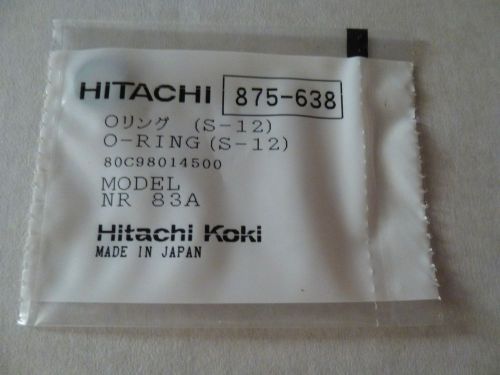 HITACHI 875-638
Oリング (S-12)
O-RING (S-12)
80C98014500
MODEL
NR 83A
Hitachi Koki
MADE IN JAPAN